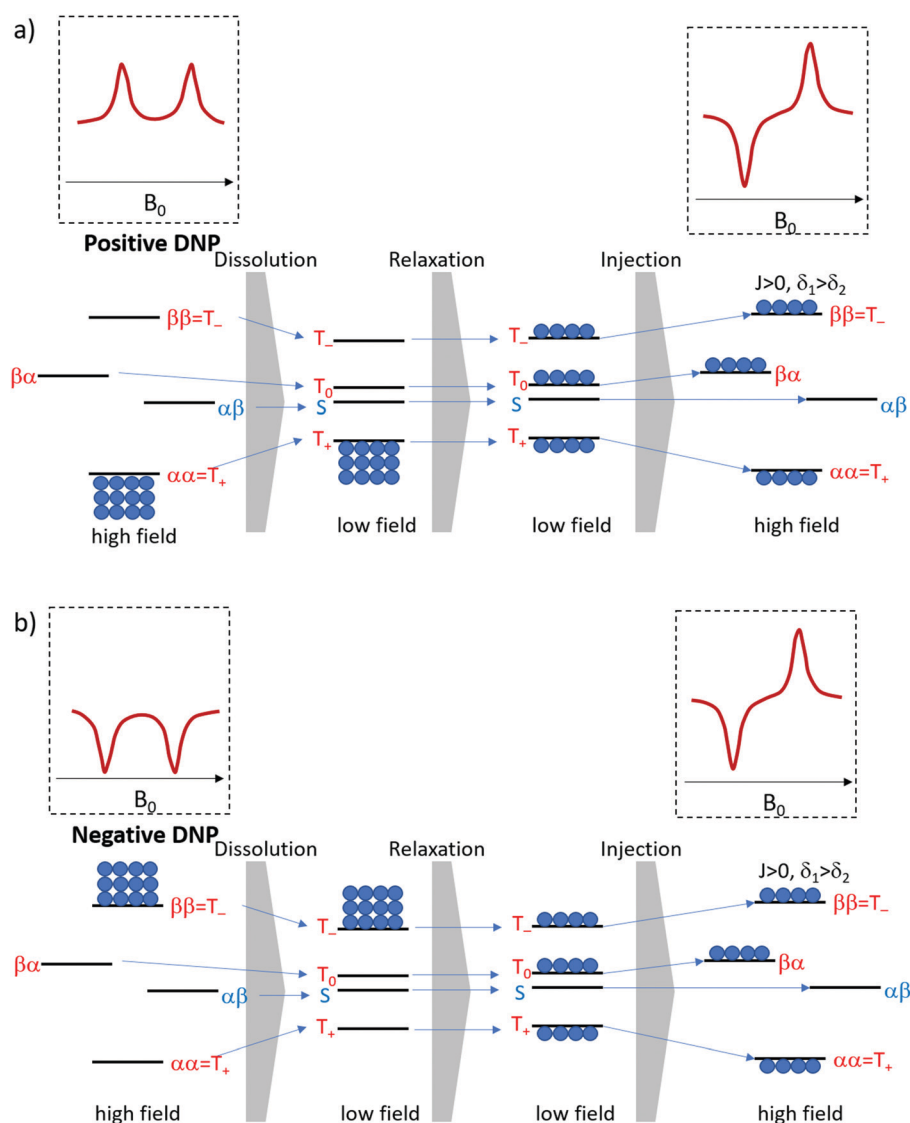 a)
B₀
B₀
Positive DNP
Dissolution
Relaxation
Injection
J>0, δ₁>δ₂
ββ=T₋
T₋
T₋
ββ=T₋
βα
αβ
T₀
S
T₀
S
βα
αβ
αα=T₊
T₊
T₊
αα=T₊
high field
low field
low field
high field
b)
B₀
B₀
Negative DNP
Dissolution
Relaxation
Injection
J>0, δ₁>δ₂
ββ=T₋
T₋
T₋
ββ=T₋
βα
αβ
T₀
S
T₀
S
βα
αβ
αα=T₊
T₊
T₊
αα=T₊
high field
low field
low field
high field